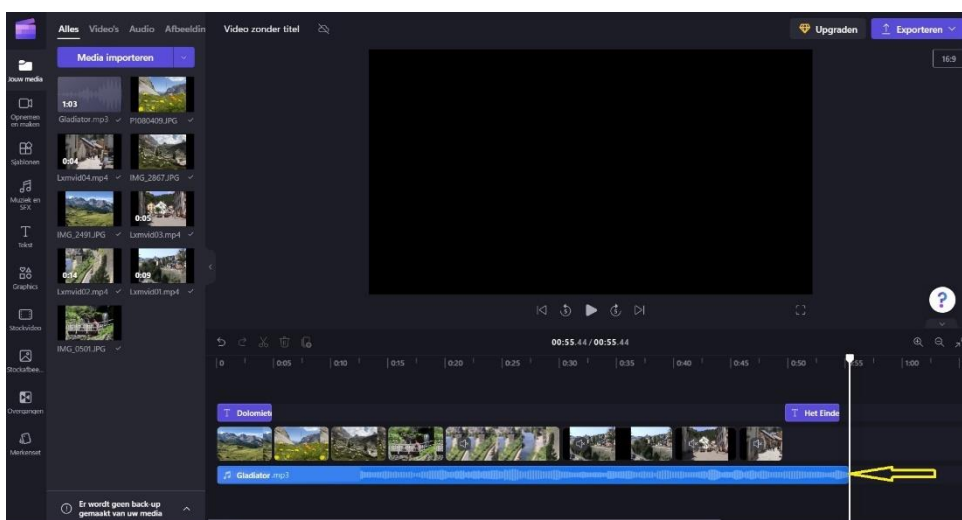 Alles Video's Audio Afbeeldin
Video zonder titel
Upgraden
Exporteren
Media importeren
16:9
Jouw media
Opnemen
en maken
Sjablonen
Muziek en
SFX
Tekst
Graphics
Stockvideo
Stockafbee...
Overgangen
Merkenset
1:03
Gladiator.mp3
P1080409.JPG
0:04
Lxmvid04.mp4
IMG_2867.JPG
0:05
IMG_2491.JPG
Lxmvid03.mp4
0:14
0:09
Lxmvid02.mp4
Lxmvid01.mp4
IMG_0501.JPG
Er wordt geen back-up
gemaakt van uw media
5
5
?
00:55.44 / 00:55.44
0 0:05 0:10 0:15 0:20 0:25 0:30 0:35 0:40 0:45 0:50 0:55 1:00
T Dolomiet
T Het Einde
Gladiator.mp3